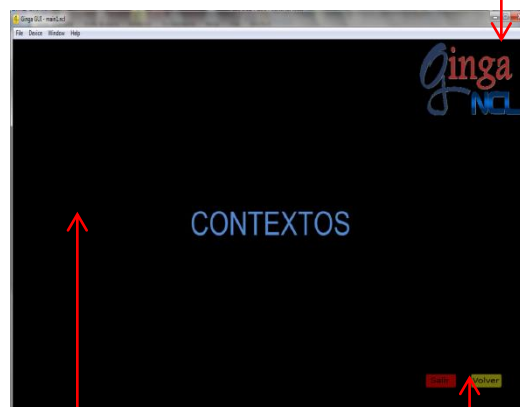 Ginga GUI - main1.ncl
File Device Window Help
Ginga
NCL
CONTEXTOS
Salir Volver